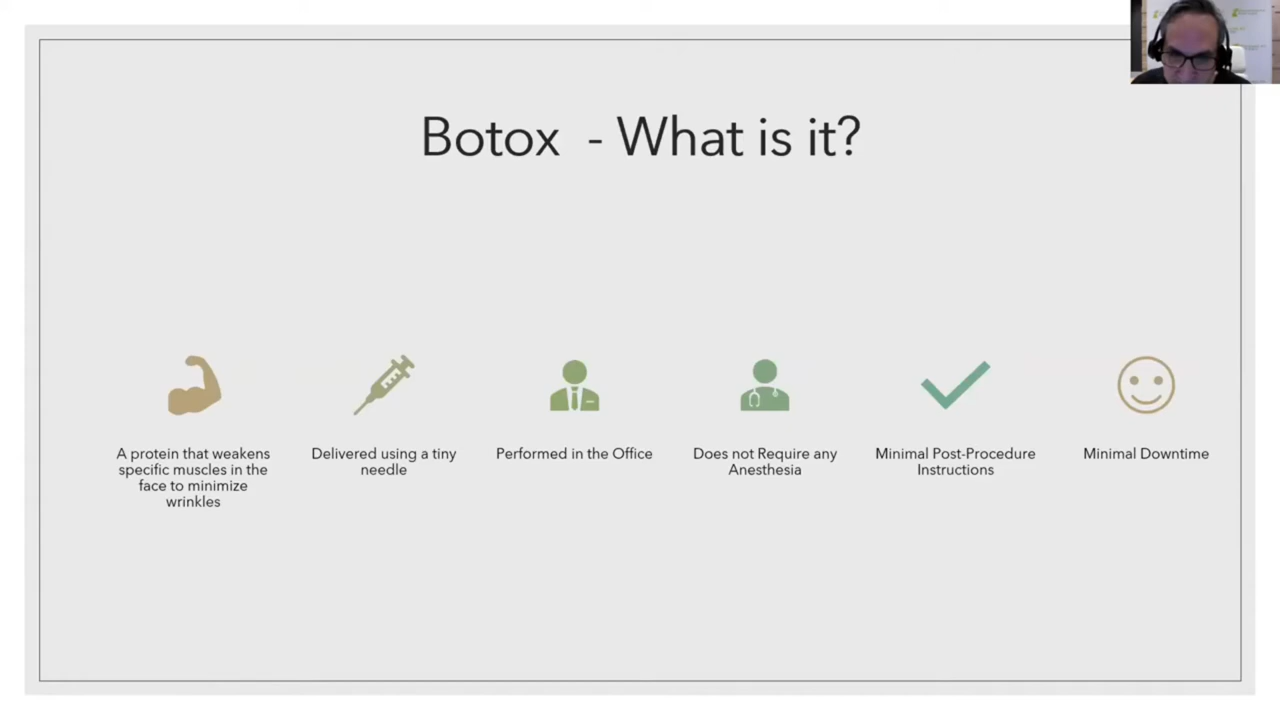 Botox - What is it?
A protein that weakens
specific muscles in the
face to minimize
wrinkles
Delivered using a tiny
needle
Performed in the Office
Does not Require any
Anesthesia
Minimal Post-Procedure
Instructions
Minimal Downtime